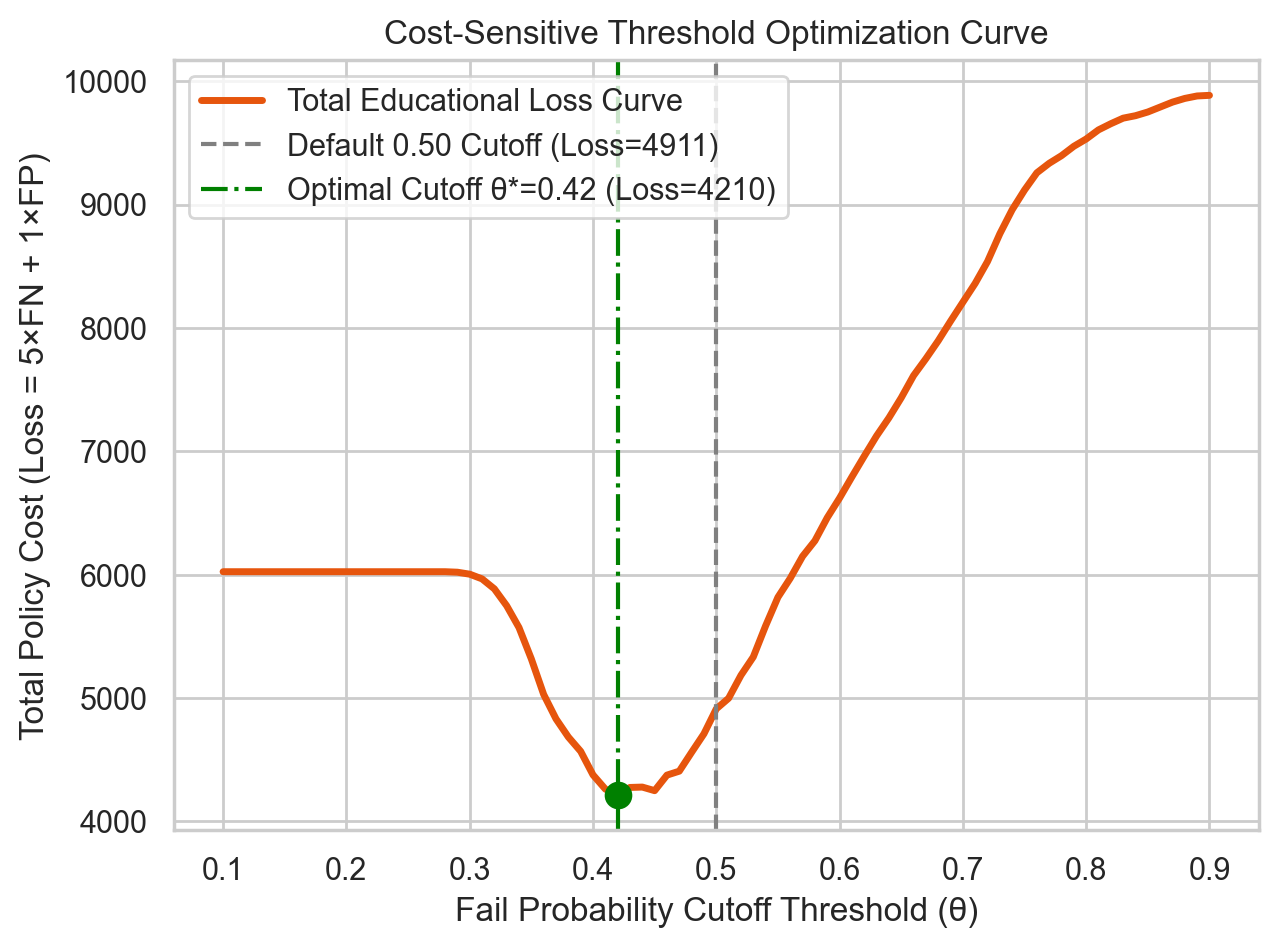 Cost-Sensitive Threshold Optimization Curve
Total Educational Loss Curve
Default 0.50 Cutoff (Loss=4911)
Optimal Cutoff θ*=0.42 (Loss=4210)
Total Policy Cost (Loss = 5×FN + 1×FP)
10000
9000
8000
7000
6000
5000
4000
0.1 0.2 0.3 0.4 0.5 0.6 0.7 0.8 0.9
Fail Probability Cutoff Threshold (θ)